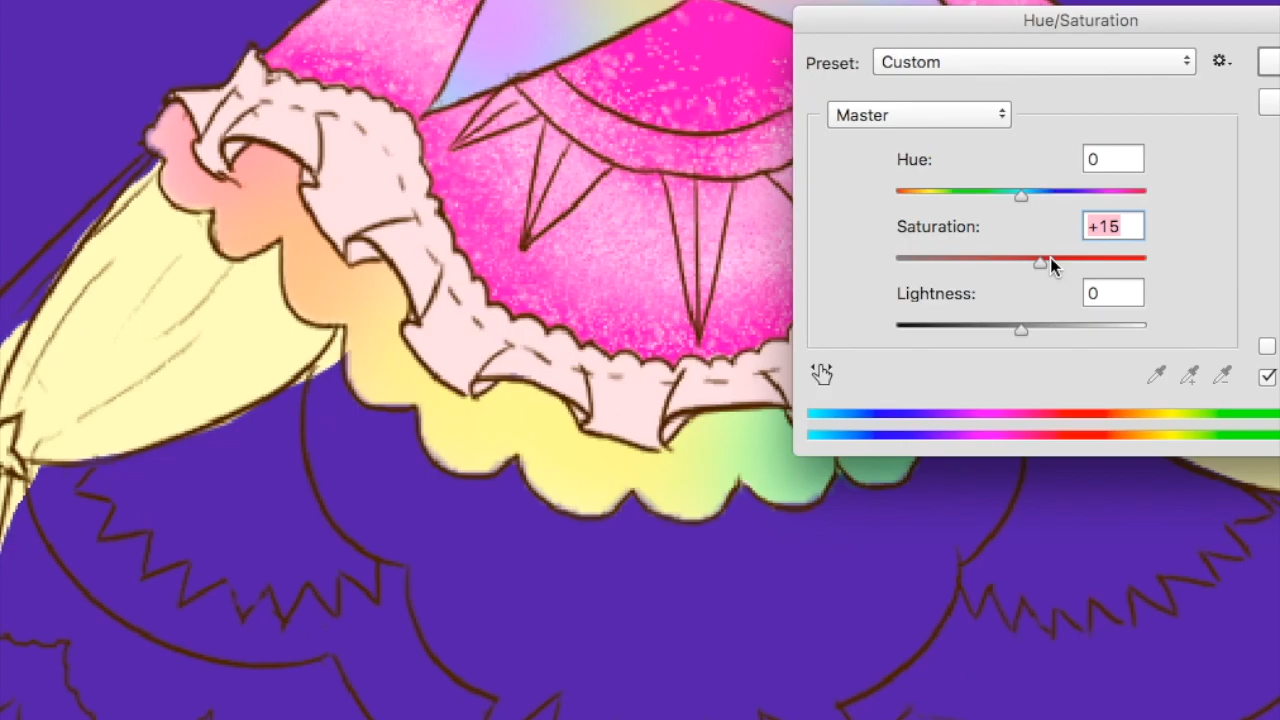 Hue/Saturation
Preset: Custom
Master
Hue: 0
Saturation: +15
Lightness: 0